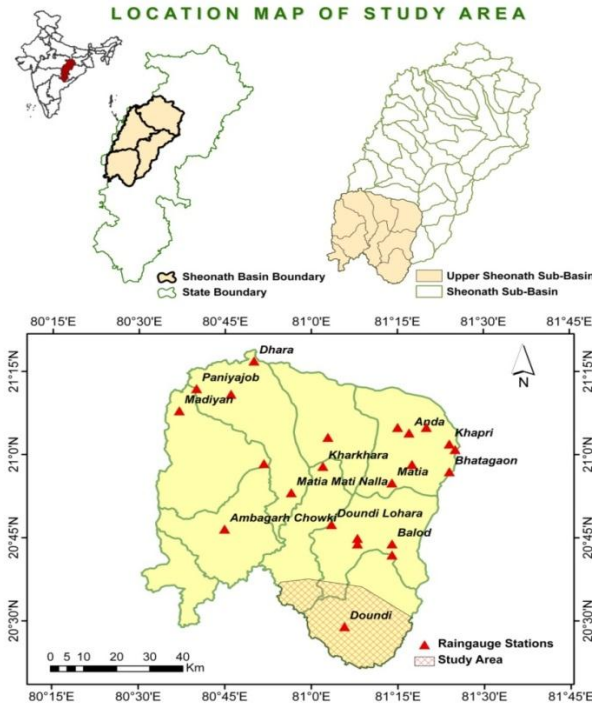 LOCATION MAP OF STUDY AREA
Sheonath Basin Boundary
State Boundary
Upper Sheonath Sub-Basin
Sheonath Sub-Basin
80°15'E 80°30'E 80°45'E 81°0'E 81°15'E 81°30'E 81°45'E
21°15'N 21°15'N
21°0'N 21°0'N
20°45'N 20°45'N
20°30'N 20°30'N
N
Dhara
Paniyajob
Madiyan
Anda
Khapri
Kharkhara
Bhatagaon
Matia
Matia Mati Nalla
Ambagarh Chowki
Doundi Lohara
Balod
Doundi
Raingauge Stations
Study Area
0 5 10 20 30 40
Km
80°15'E 80°30'E 80°45'E 81°0'E 81°15'E 81°30'E 81°45'E